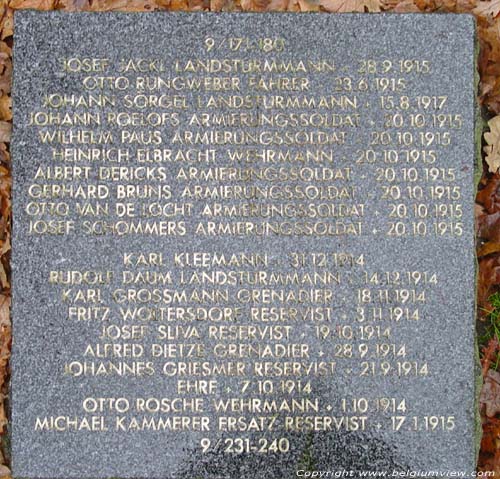 9/171-180
JOSEF JÄCKL LANDSTURMMANN + 28.9.1915
OTTO RUNGWEBER FAHRER + 23.6.1915
JOHANN SÖRGEL LANDSTURMMANN + 15.8.1917
JOHANN ROELOFS ARMIERUNGSSOLDAT + 20.10.1915
WILHELM PAUS ARMIERUNGSSOLDAT + 20.10.1915
HEINRICH ELBRACHT WEHRMANN + 20.10.1915
ALBERT DERICKS ARMIERUNGSSOLDAT + 20.10.1915
GERHARD BRUNS ARMIERUNGSSOLDAT + 20.10.1915
OTTO VAN DE LOCHT ARMIERUNGSSOLDAT + 20.10.1915
JOSEF SCHOMMERS ARMIERUNGSSOLDAT + 20.10.1915
KARL KLEEMANN + 31.12.1914
RUDOLF DAUM LANDSTURMMANN + 14.12.1914
KARL GROSSMANN GRENADIER + 18.11.1914
FRITZ WOLTERSDORF RESERVIST + 3.11.1914
JOSEF SLIVA RESERVIST + 19.10.1914
ALFRED DIETZE GRENADIER + 28.9.1914
JOHANNES GRIESMER RESERVIST + 21.9.1914
EHRE + 7.10.1914
OTTO ROSCHE WEHRMANN + 1.10.1914
MICHAEL KAMMERER ERSATZ-RESERVIST + 17.1.1915
9/231-240
Copyright www.belgiumview.com